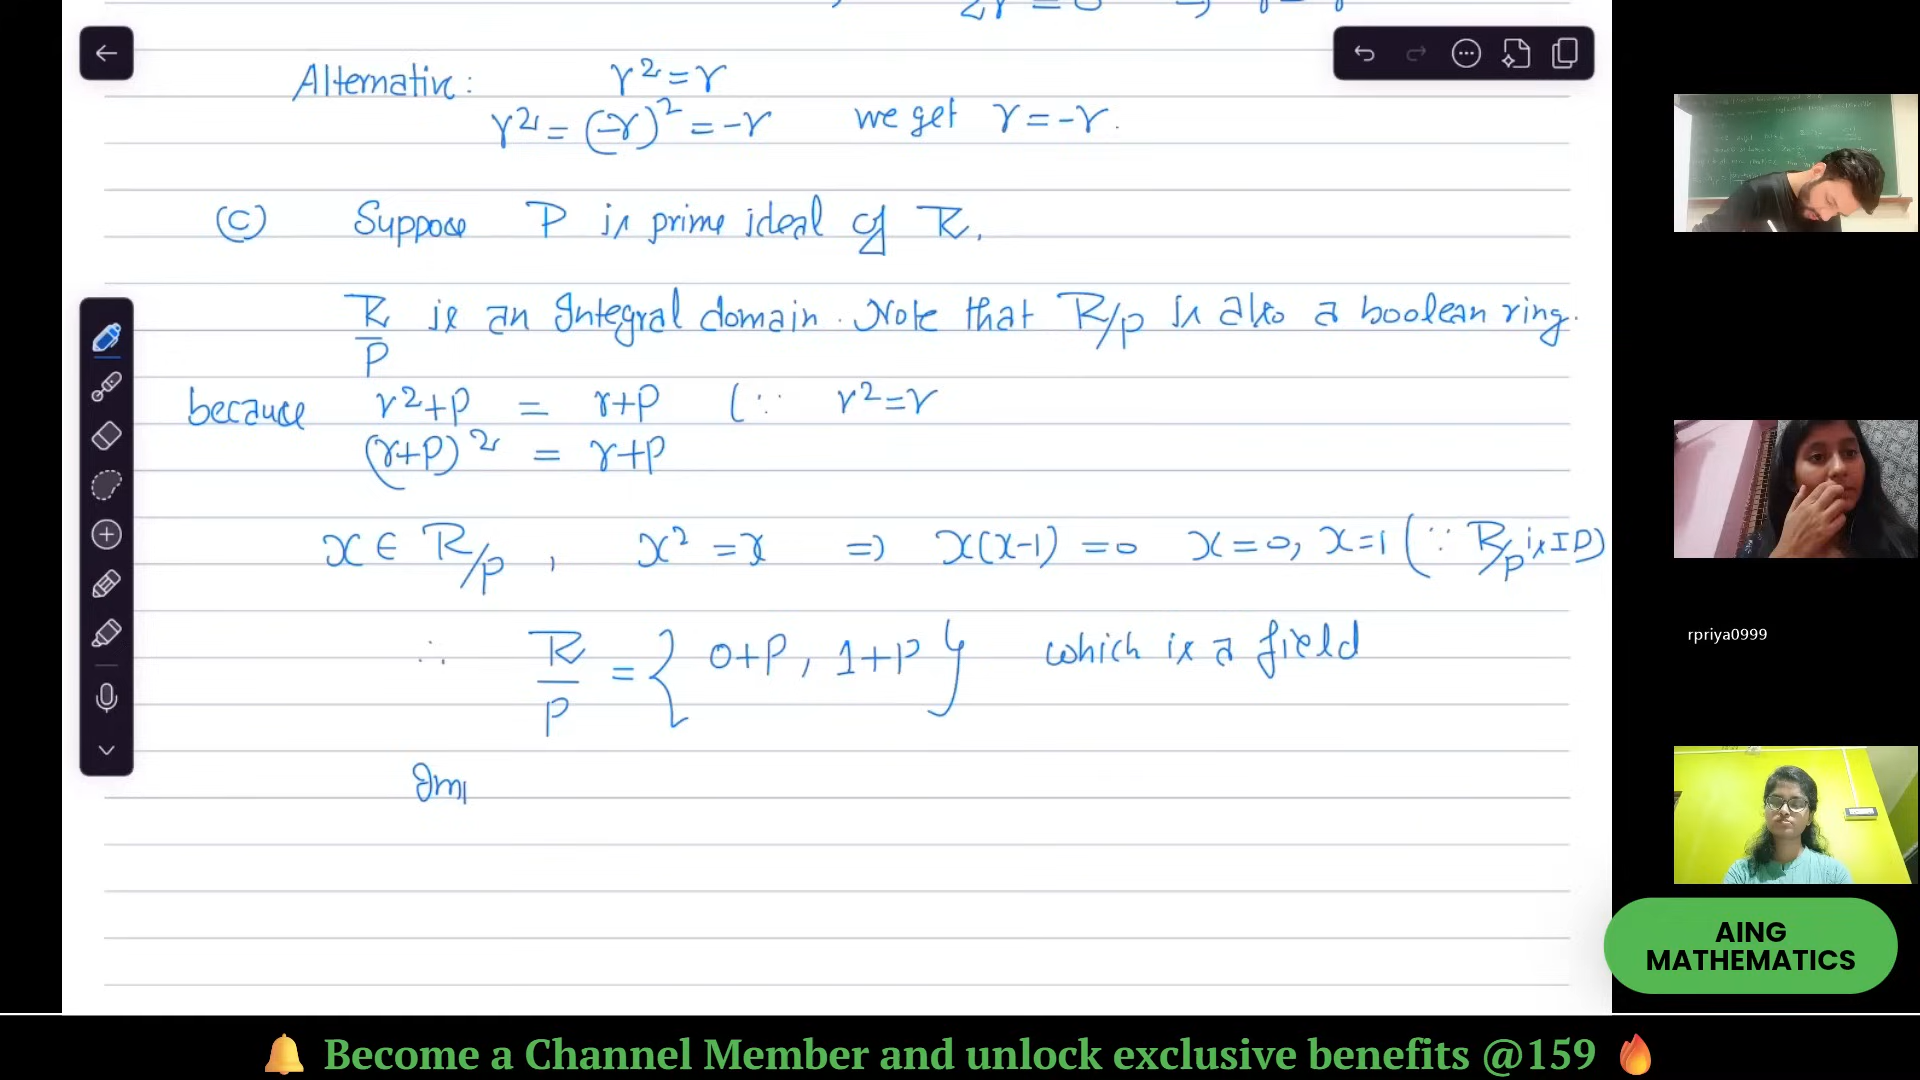 Alternative: r² = r
r² = (-r)² = -r we get r = -r.
(c) Suppose P is prime ideal of R.
R/P is an Integral domain. Note that R/P is also a boolean ring.
because r²+P = r+P (∵ r²=r
(r+P)² = r+P
x ∈ R/P, x² = x ⇒ x(x-1) = 0 x=0, x=1 (∵ R/P is ID)
∴ R/P = { 0+P, 1+P } which is a field
Im
rpriya0999
AING
MATHEMATICS
🔔 Become a Channel Member and unlock exclusive benefits @159 🔥